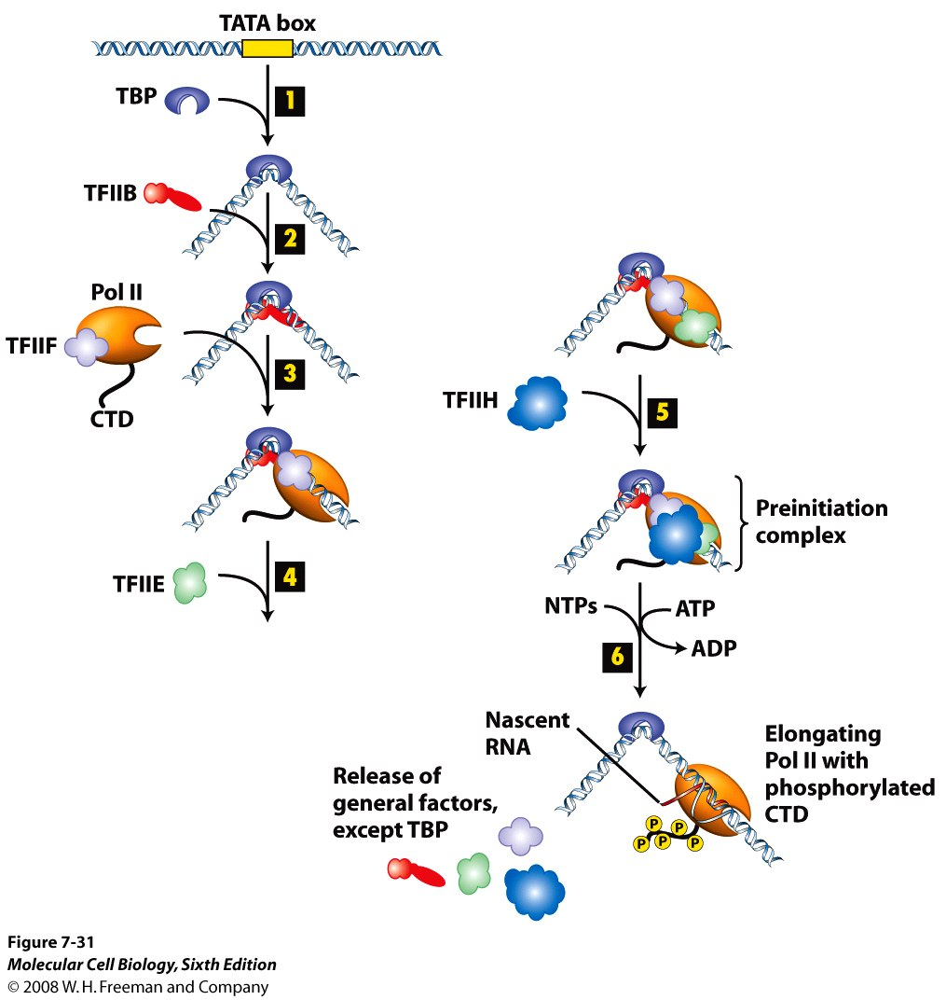 TATA box
TBP
1
TFIIB
2
Pol II
TFIIF
3
CTD
TFIIE
4
TFIIH
5
Preinitiation
complex
NTPs
ATP
ADP
6
Nascent
RNA
Elongating
Pol II with
phosphorylated
CTD
Release of
general factors,
except TBP
P
P
P
P
P
Figure 7-31
Molecular Cell Biology, Sixth Edition
© 2008 W. H. Freeman and Company